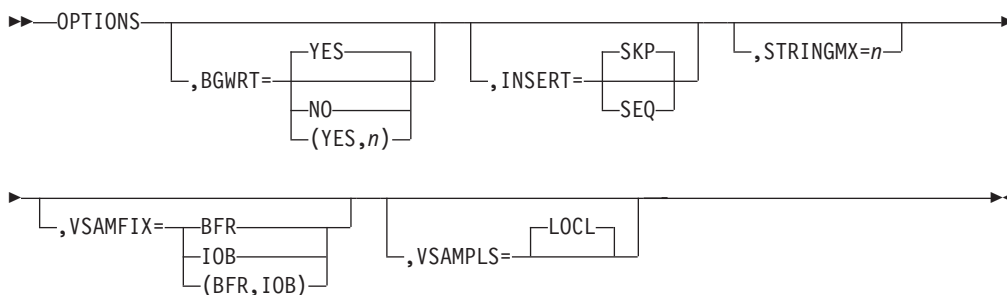 OPTIONS
,BGWRT=
YES
NO
(YES,n)
,INSERT=
SKP
SEQ
,STRINGMX=n
,VSAMFIX=
BFR
IOB
(BFR,IOB)
,VSAMPLS=
LOCL